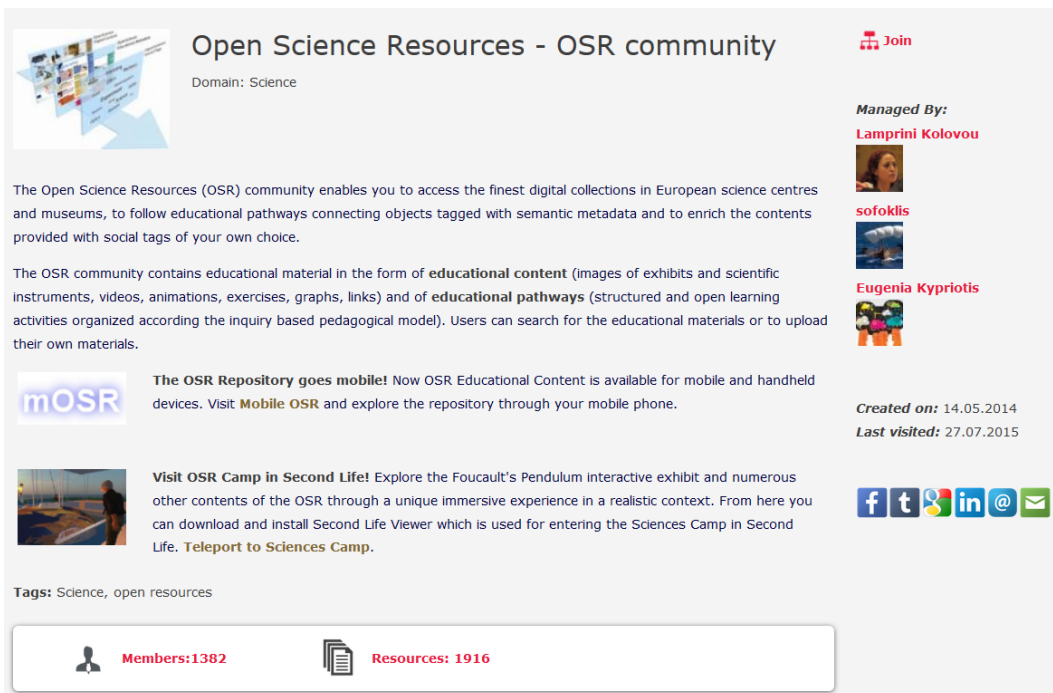 Open Science Resources - OSR community
Domain: Science
The Open Science Resources (OSR) community enables you to access the finest digital collections in European science centres
and museums, to follow educational pathways connecting objects tagged with semantic metadata and to enrich the contents
provided with social tags of your own choice.
The OSR community contains educational material in the form of educational content (images of exhibits and scientific
instruments, videos, animations, exercises, graphs, links) and of educational pathways (structured and open learning
activities organized according the inquiry based pedagogical model). Users can search for the educational materials or to upload
their own materials.
mOSR
The OSR Repository goes mobile! Now OSR Educational Content is available for mobile and handheld
devices. Visit Mobile OSR and explore the repository through your mobile phone.
Visit OSR Camp in Second Life! Explore the Foucault's Pendulum interactive exhibit and numerous
other contents of the OSR through a unique immersive experience in a realistic context. From here you
can download and install Second Life Viewer which is used for entering the Sciences Camp in Second
Life. Teleport to Sciences Camp.
Tags: Science, open resources
Members:1382
Resources: 1916
Join
Managed By:
Lamprini Kolovou
sofoklis
Eugenia Kypriotis
Created on: 14.05.2014
Last visited: 27.07.2015
f t g in @